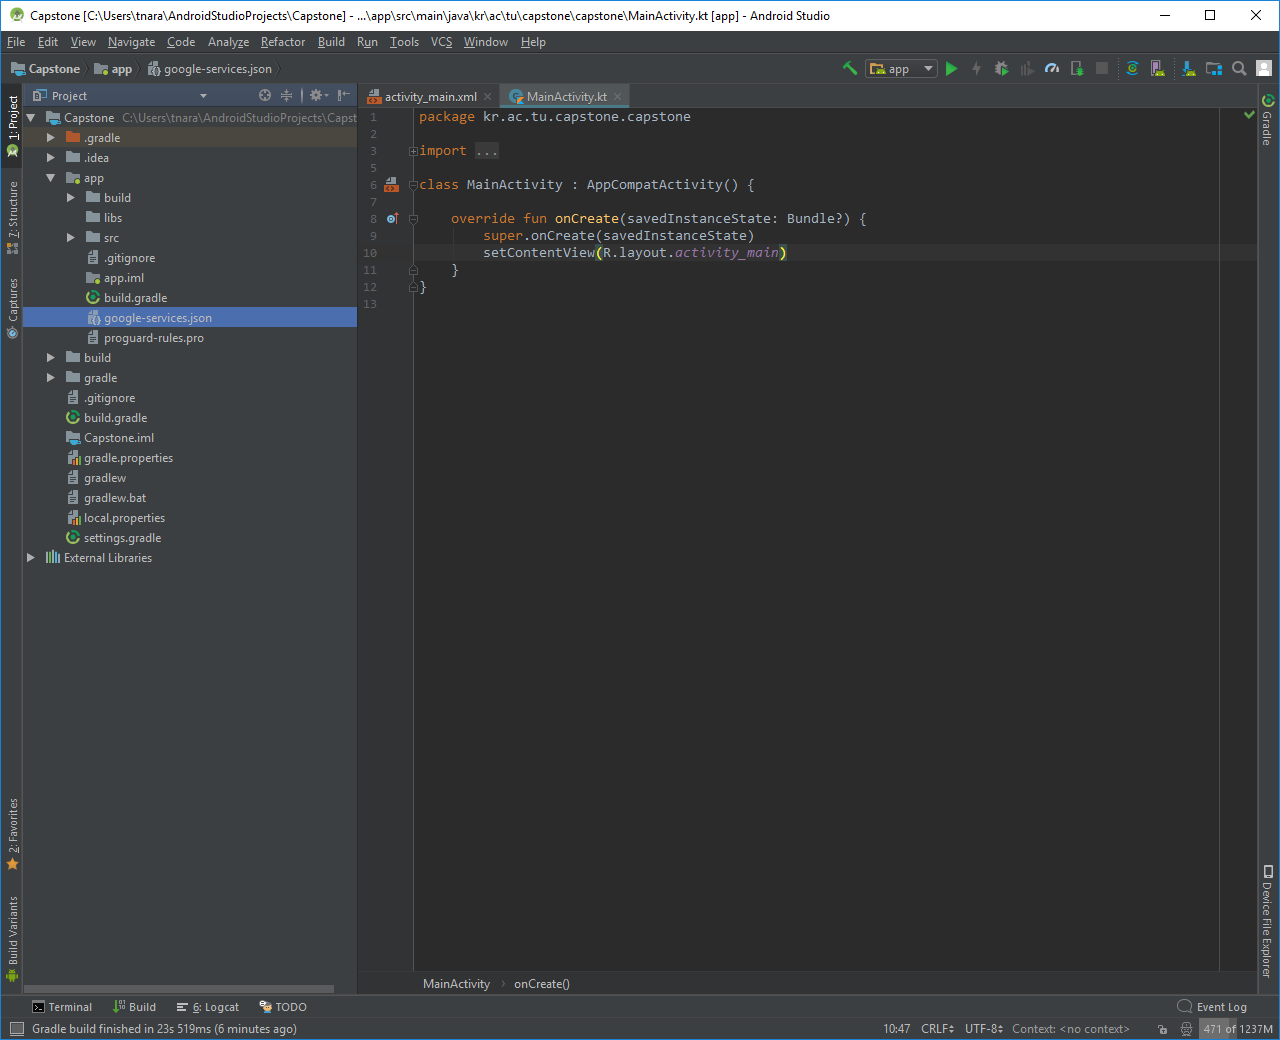 Capstone [C:\Users\tnara\AndroidStudioProjects\Capstone] - ...\app\src\main\java\kr\ac\tu\capstone\capstone\MainActivity.kt [app] - Android Studio
File Edit View Navigate Code Analyze Refactor Build Run Tools VCS Window Help
Capstone app google-services.json
app
1: Project
7: Structure
Captures
2: Favorites
Build Variants
Project
Capstone C:\Users\tnara\AndroidStudioProjects\Capst
.gradle
.idea
app
build
libs
src
.gitignore
app.iml
build.gradle
google-services.json
proguard-rules.pro
build
gradle
.gitignore
build.gradle
Capstone.iml
gradle.properties
gradlew
gradlew.bat
local.properties
settings.gradle
External Libraries
activity_main.xml MainActivity.kt
1 package kr.ac.tu.capstone.capstone
2
3 import ...
5
6 class MainActivity : AppCompatActivity() {
7
8 override fun onCreate(savedInstanceState: Bundle?) {
9 super.onCreate(savedInstanceState)
10 setContentView(R.layout.activity_main)
11 }
12 }
13
MainActivity onCreate()
Gradle
Device File Explorer
Terminal Build 6: Logcat TODO Event Log
Gradle build finished in 23s 519ms (6 minutes ago) 10:47 CRLF UTF-8 Context: <no context> 471 of 1237M